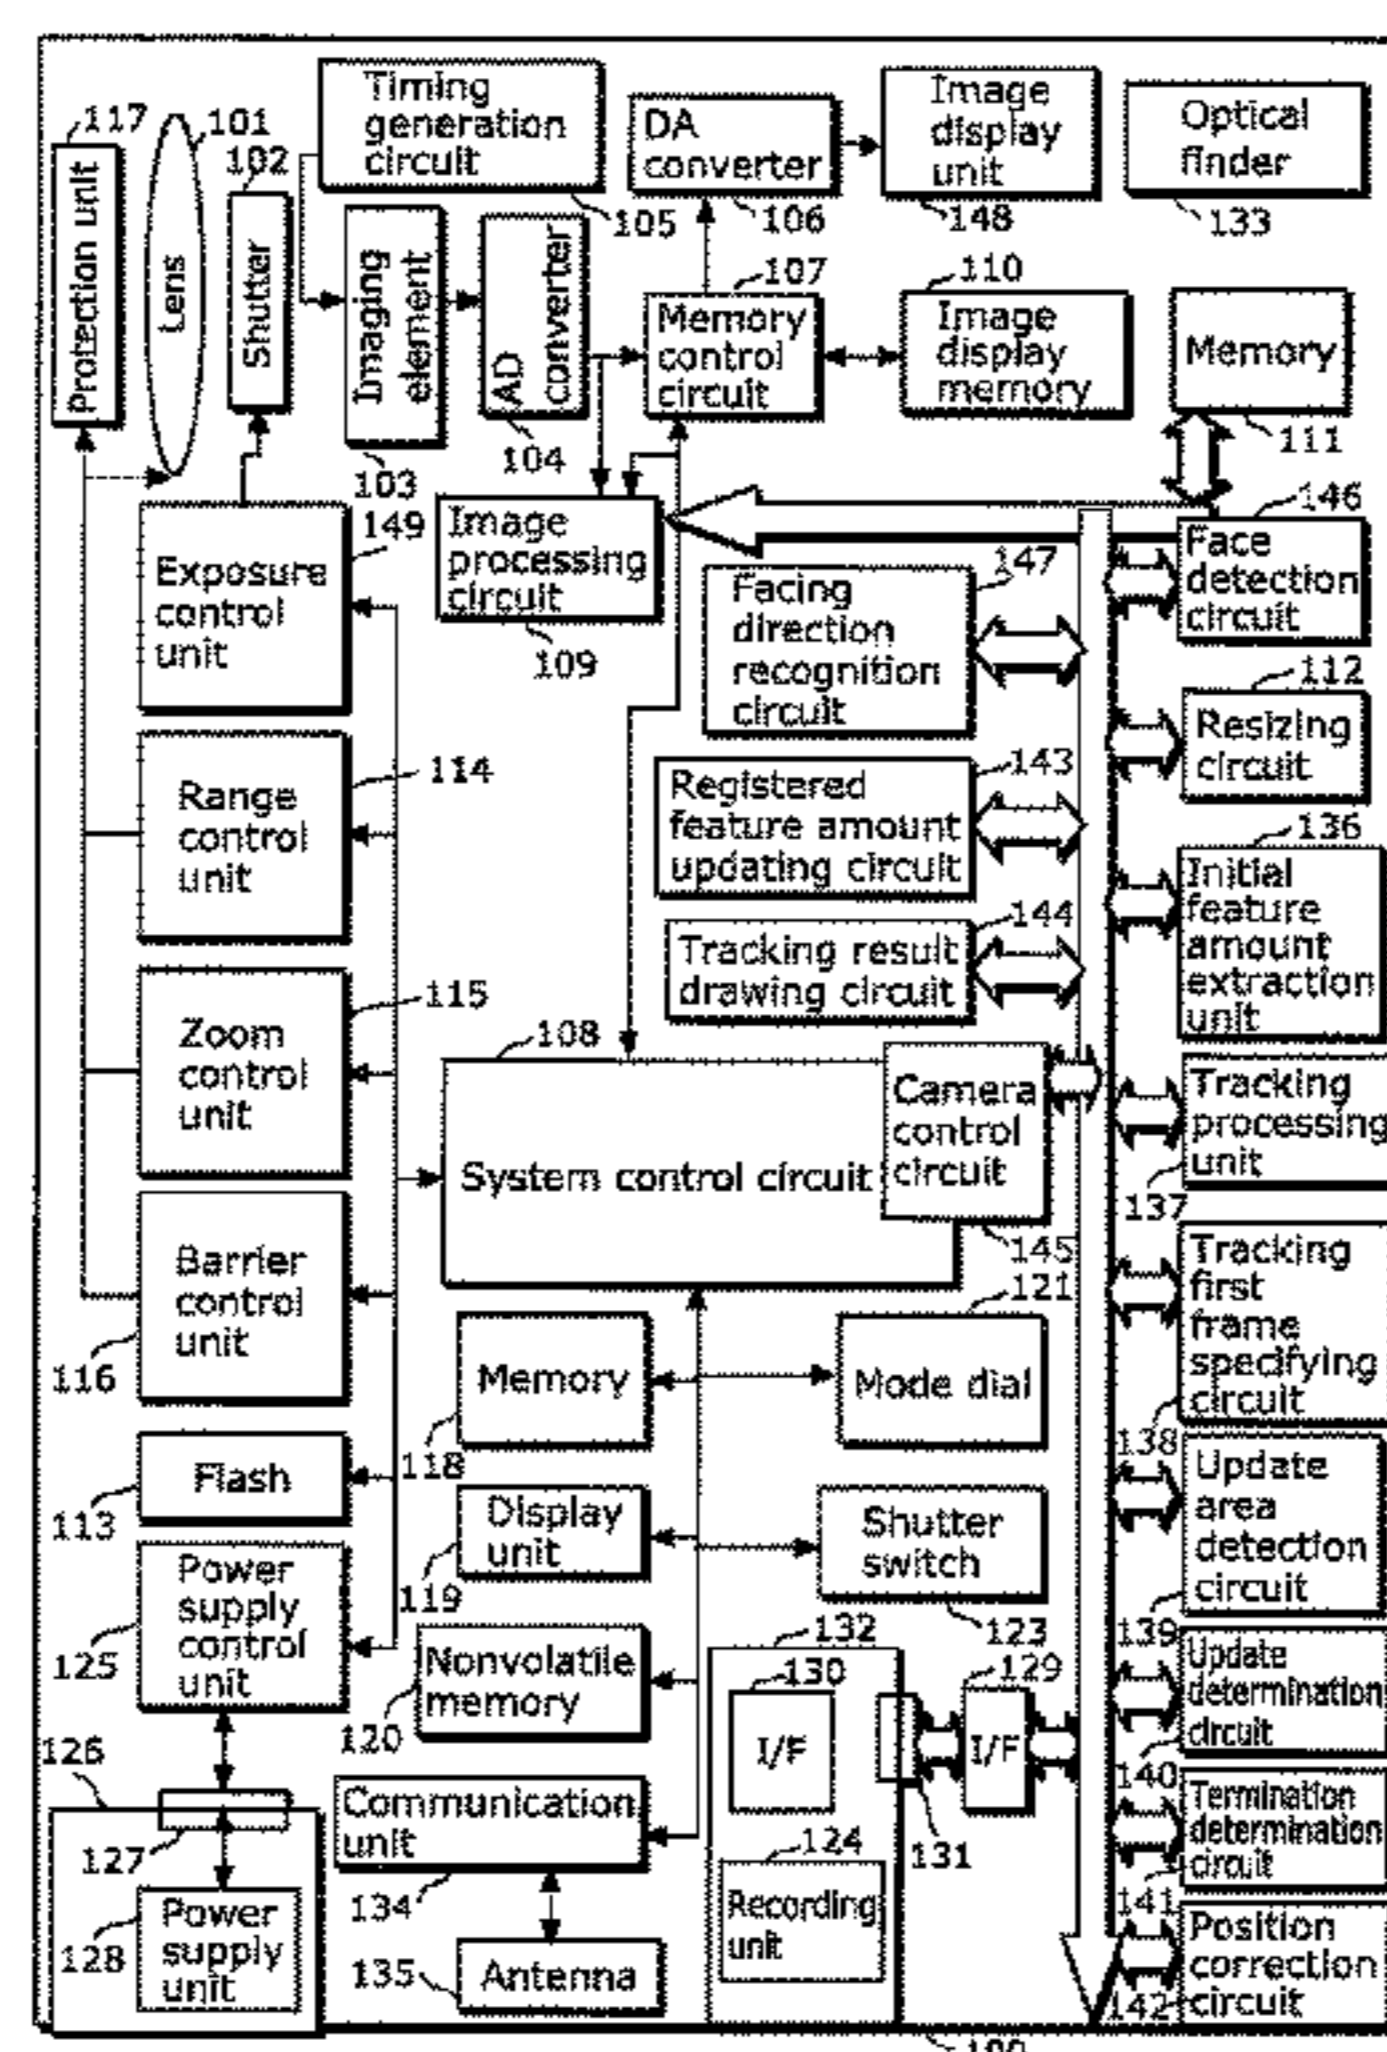 Timing
generation
circuit
105
117
Protection unit
101
Lens
102
Shutter
Imaging
element
103
AD
converter
104
DA
converter
106
Image
display
unit
148
Optical
finder
133
107
Memory
control
circuit
110
Image
display
memory
Memory
111
149
Exposure
control
unit
Image
processing
circuit
109
147
Facing
direction
recognition
circuit
146
Face
detection
circuit
112
Resizing
circuit
114
Range
control
unit
143
Registered
feature amount
updating circuit
136
Initial
feature
amount
extraction
unit
144
Tracking result
drawing circuit
115
Zoom
control
unit
108
System control circuit
Camera
control
circuit
145
Tracking
processing
unit
137
Barrier
control
unit
116
Tracking
first
frame
specifying
circuit
138
Memory
118
121
Mode dial
Flash
113
Display
unit
119
Shutter
switch
123
Update
area
detection
circuit
139
Power
supply
control
unit
125
Nonvolatile
memory
120
132
130
I/F
129
I/F
131
Update
determination
circuit
140
126
127
Power
supply
unit
128
Communication
unit
134
124
Recording
unit
Termination
determination
circuit
141
135
Antenna
Position
correction
circuit
142